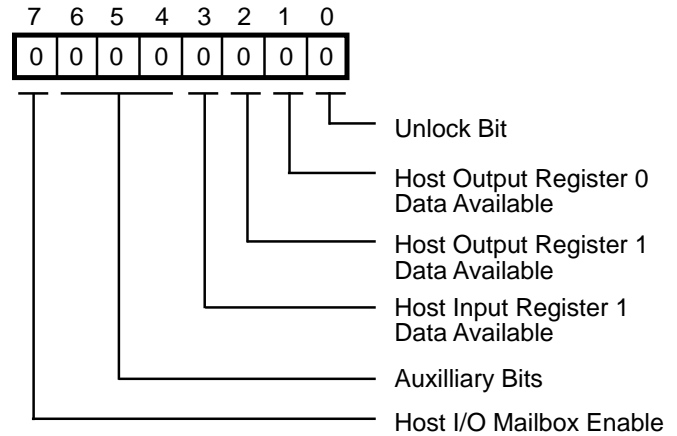 7 6 5 4 3 2 1 0
0 0 0 0 0 0 0 0
Unlock Bit
Host Output Register 0
Data Available
Host Output Register 1
Data Available
Host Input Register 1
Data Available
Auxilliary Bits
Host I/O Mailbox Enable